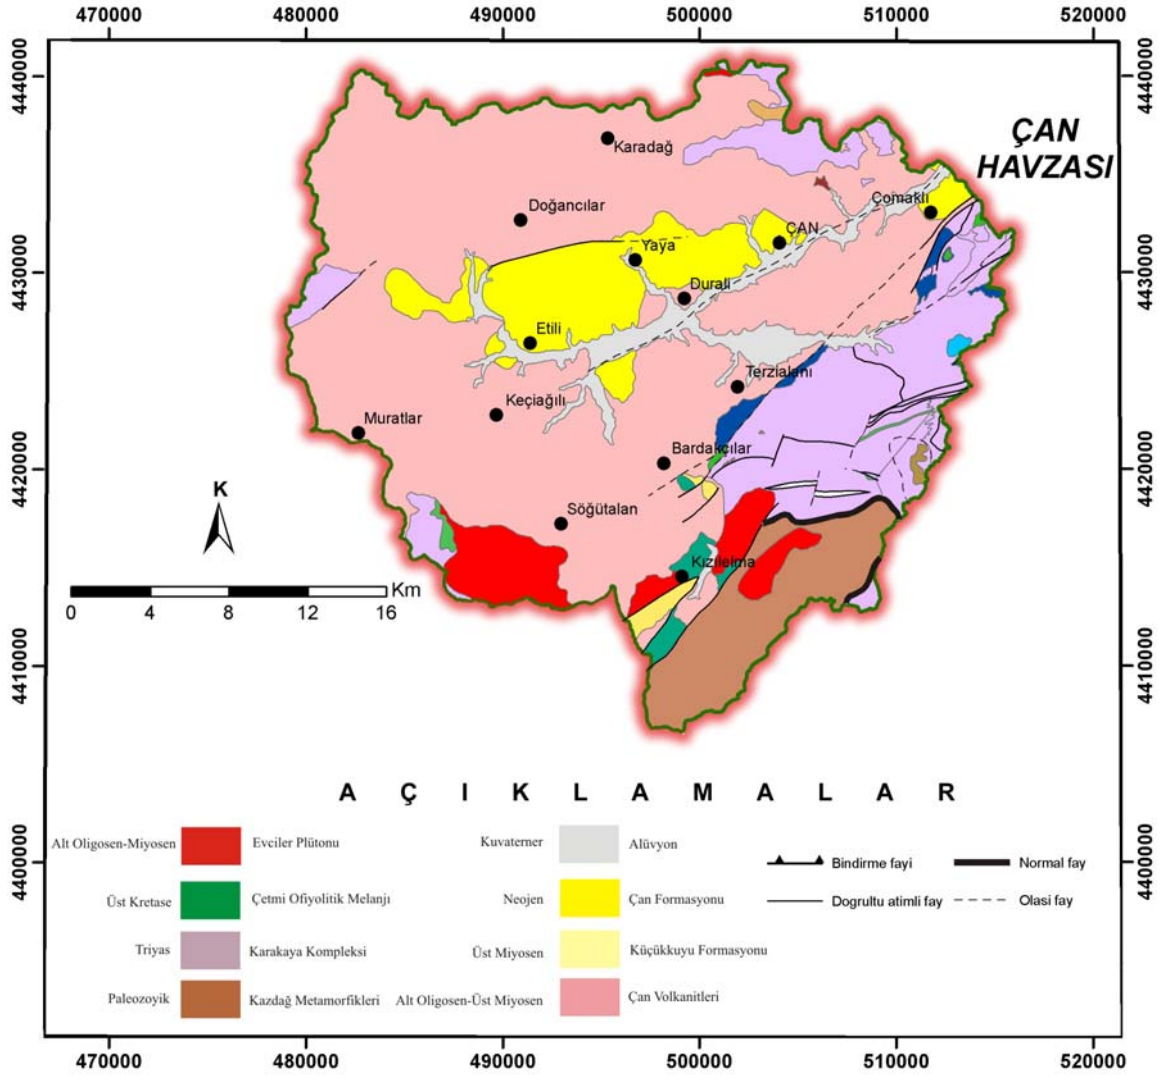 470000 480000 490000 500000 510000 520000
4440000
4430000
4420000
4410000
4400000
4440000
4430000
4420000
4410000
4400000
ÇAN
HAVZASI
Karadağ
Doğancılar
Çomaklı
ÇAN
Yaya
Durali
Etili
Terzialanı
Keçiağılı
Muratlar
Bardakçılar
Söğütalan
Kızılelma
K
0 4 8 12 16 Km
AÇIKLAMALAR
Alt Oligosen-Miyosen Evciler Plütonu
Üst Kretase Çetmi Ofiyolitik Melanjı
Triyas Karakaya Kompleksi
Paleozoyik Kazdağ Metamorfikleri
Kuvaterner Alüvyon
Neojen Çan Formasyonu
Üst Miyosen Küçükkuyu Formasyonu
Alt Oligosen-Üst Miyosen Çan Volkanitleri
Bindirme fayi Normal fay
Dogrultu atimli fay Olasi fay
470000 480000 490000 500000 510000 520000